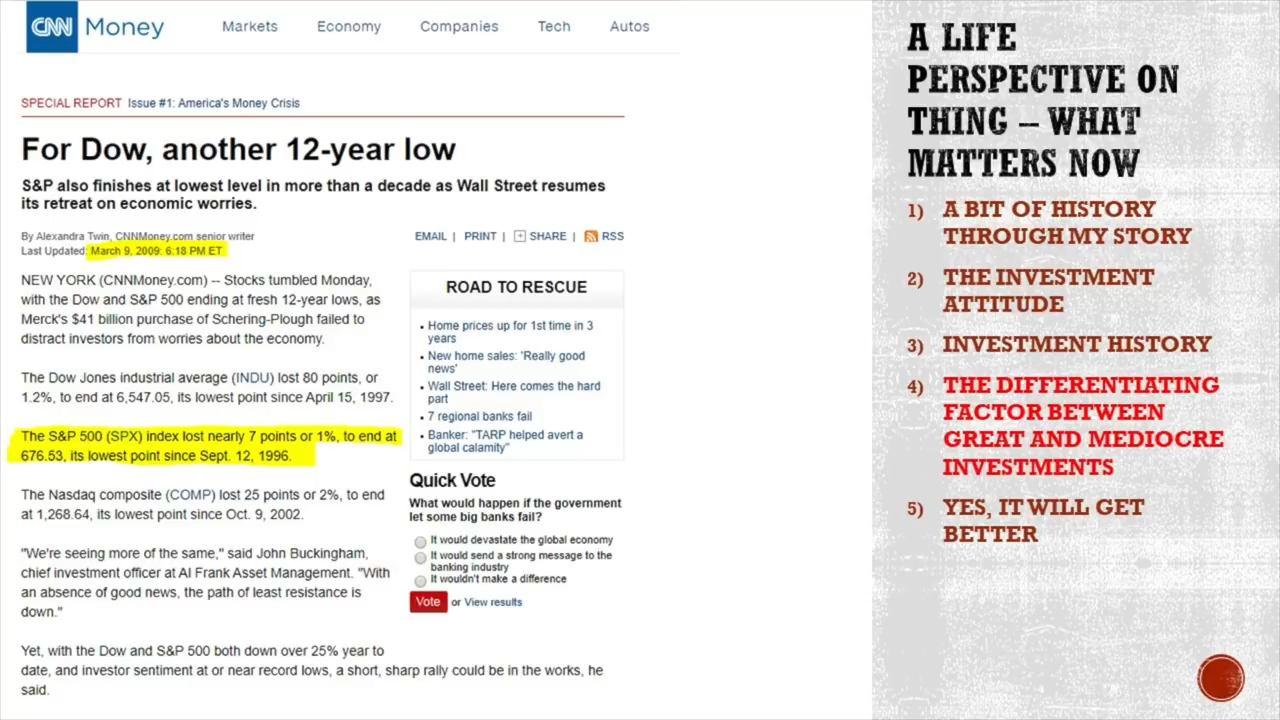 CNN Money
Markets
Economy
Companies
Tech
Autos
SPECIAL REPORT Issue #1: America's Money Crisis
For Dow, another 12-year low
S&P also finishes at lowest level in more than a decade as Wall Street resumes
its retreat on economic worries.
By Alexandra Twin, CNNMoney.com senior writer
Last Updated: March 9, 2009: 6:18 PM ET
EMAIL | PRINT | SHARE | RSS
NEW YORK (CNNMoney.com) -- Stocks tumbled Monday,
with the Dow and S&P 500 ending at fresh 12-year lows, as
Merck's $41 billion purchase of Schering-Plough failed to
distract investors from worries about the economy.
The Dow Jones industrial average (INDU) lost 80 points, or
1.2%, to end at 6,547.05, its lowest point since April 15, 1997.
The S&P 500 (SPX) index lost nearly 7 points or 1%, to end at
676.53, its lowest point since Sept. 12, 1996.
The Nasdaq composite (COMP) lost 25 points or 2%, to end
at 1,268.64, its lowest point since Oct. 9, 2002.
"We're seeing more of the same," said John Buckingham,
chief investment officer at Al Frank Asset Management. "With
an absence of good news, the path of least resistance is
down."
Yet, with the Dow and S&P 500 both down over 25% year to
date, and investor sentiment at or near record lows, a short, sharp rally could be in the works, he
said.
ROAD TO RESCUE
• Home prices up for 1st time in 3
years
• New home sales: 'Really good
news'
• Wall Street: Here comes the hard
part
• 7 regional banks fail
• Banker: "TARP helped avert a
global calamity"
Quick Vote
What would happen if the government
let some big banks fail?
It would devastate the global economy
It would send a strong message to the
banking industry
It wouldn't make a difference
Vote or View results
A LIFE
PERSPECTIVE ON
THING – WHAT
MATTERS NOW
1) A BIT OF HISTORY
THROUGH MY STORY
2) THE INVESTMENT
ATTITUDE
3) INVESTMENT HISTORY
4) THE DIFFERENTIATING
FACTOR BETWEEN
GREAT AND MEDIOCRE
INVESTMENTS
5) YES, IT WILL GET
BETTER